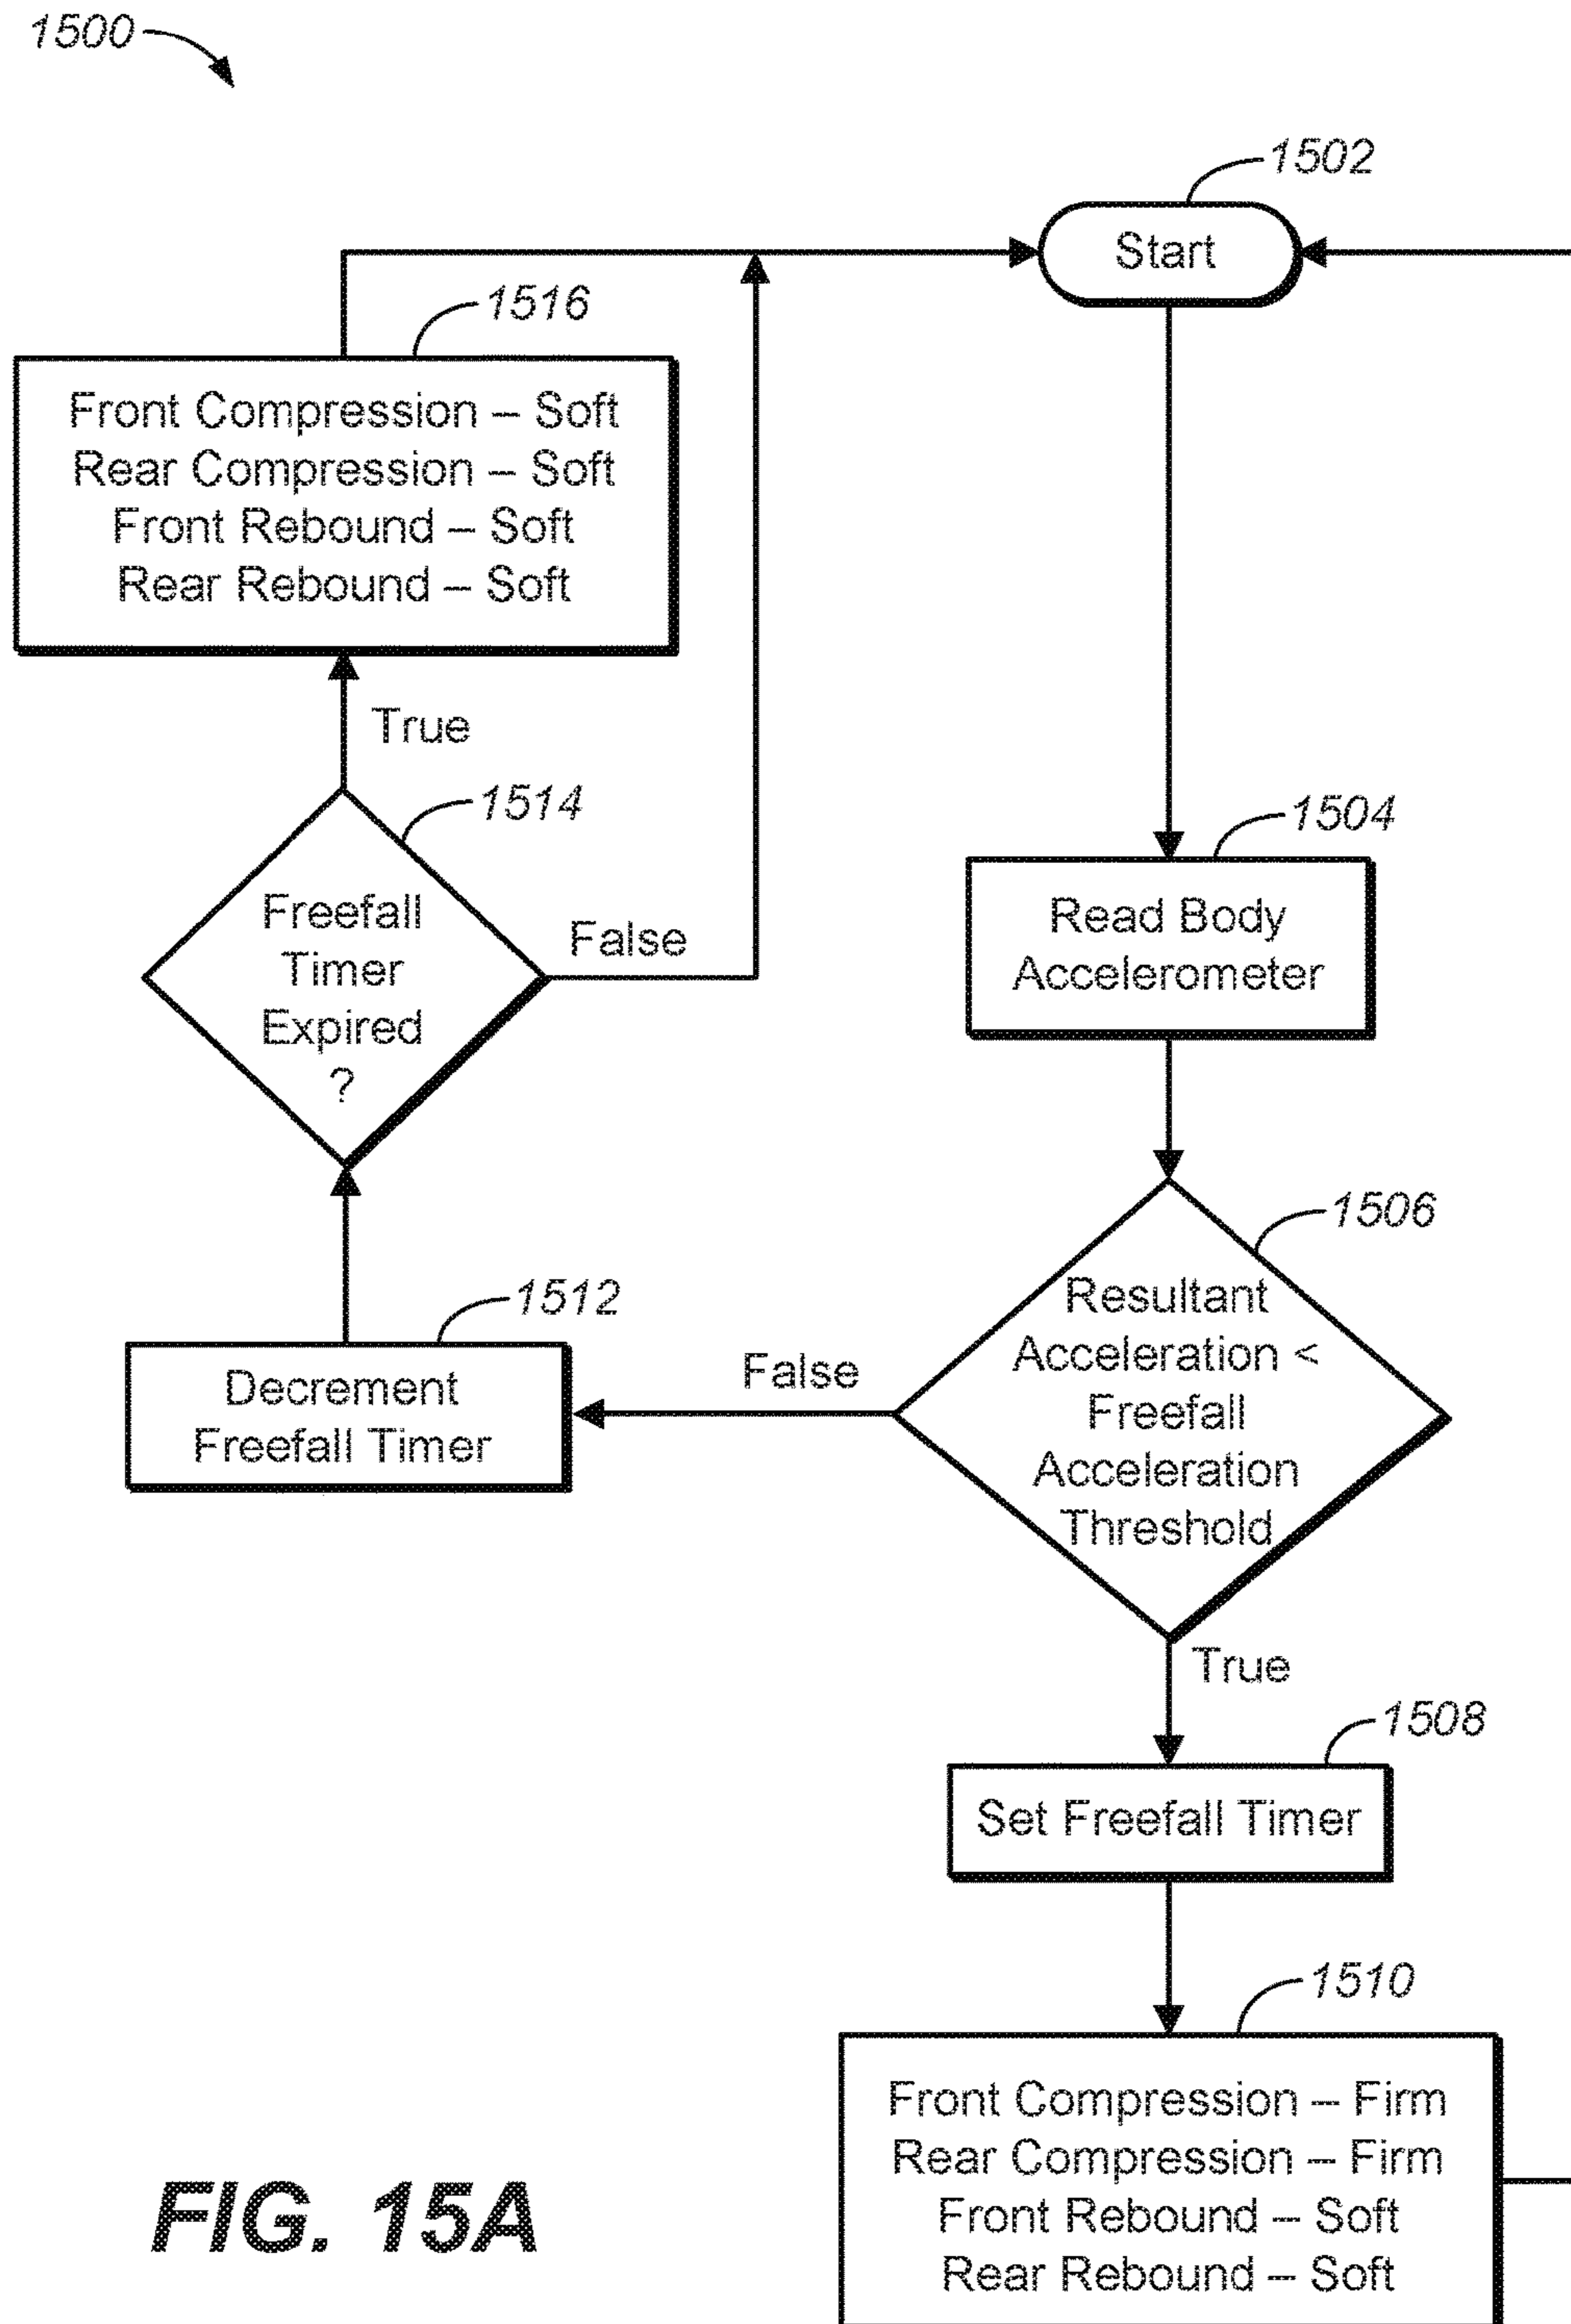 1500
1502
Start
1516
Front Compression – Soft
Rear Compression – Soft
Front Rebound – Soft
Rear Rebound – Soft
True
1514
Freefall
Timer
Expired
?
False
1504
Read Body
Accelerometer
1506
Resultant
Acceleration <
Freefall
Acceleration
Threshold
1512
Decrement
Freefall Timer
False
True
1508
Set Freefall Timer
1510
Front Compression – Firm
Rear Compression – Firm
Front Rebound – Soft
Rear Rebound – Soft
FIG. 15A